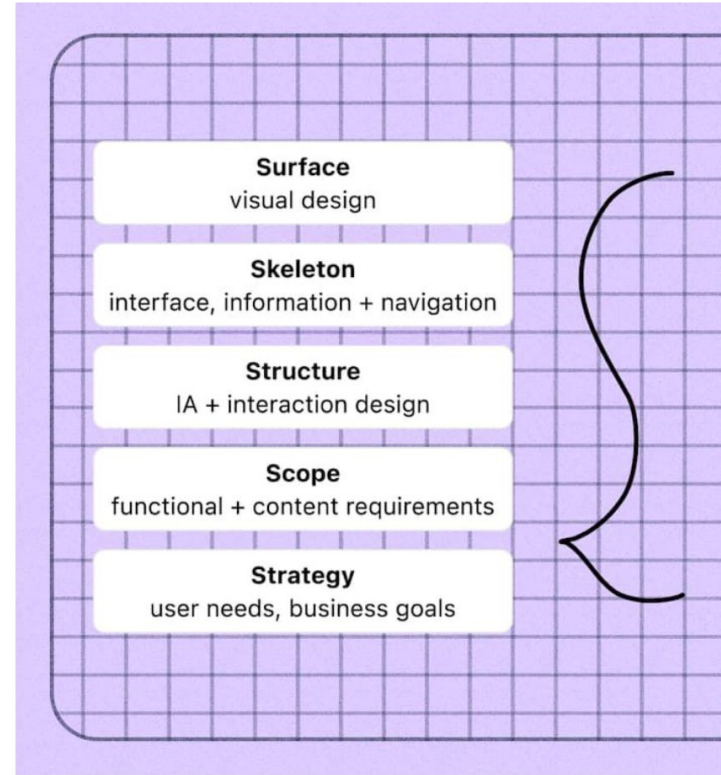 Surface
visual design
Skeleton
interface, information + navigation
Structure
IA + interaction design
Scope
functional + content requirements
Strategy
user needs, business goals